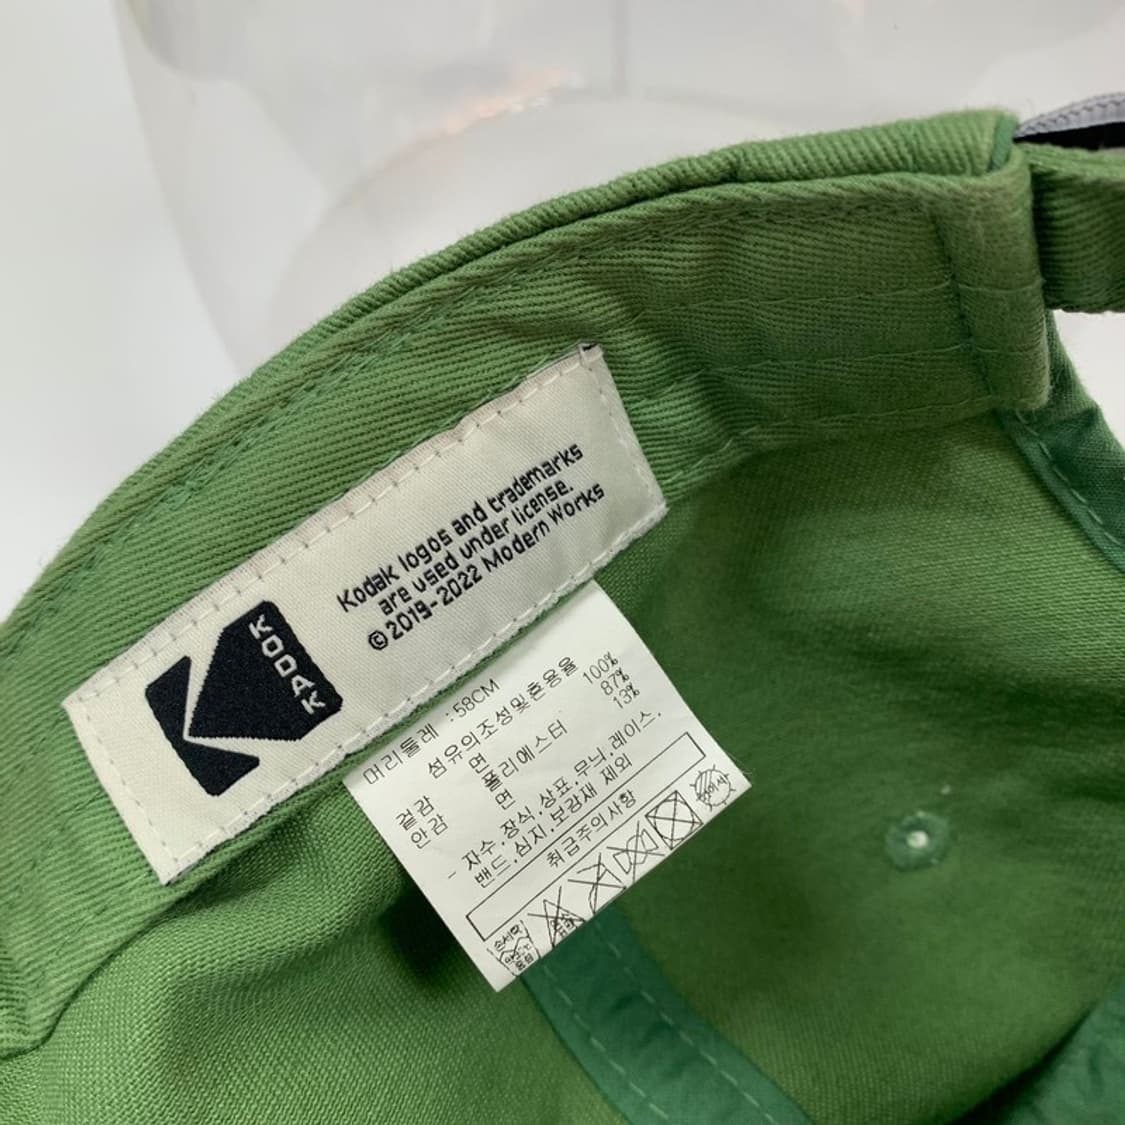 Kodak logos and trademarks
are used under license.
©2019-2022 Modern Works
KODAK
머리둘레 :58CM
섬유의조성및혼용율
겉감 면 100%
안감 폴리에스터 87%
면 13%
- 자수.장식.상표.무늬.레이스.
밴드.심지.보강재 제외
취급주의사항
손세탁